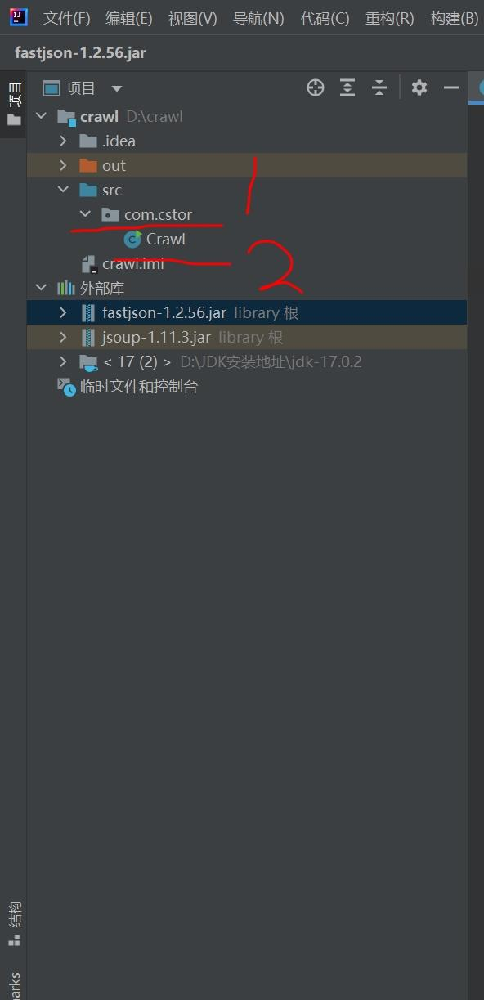 文件(F) 编辑(E) 视图(V) 导航(N) 代码(C) 重构(R) 构建(B)
fastjson-1.2.56.jar
项目
项目
crawl D:\crawl
.idea
out
1
src
com.cstor
Crawl
2
crawl.iml
外部库
fastjson-1.2.56.jar library 根
jsoup-1.11.3.jar library 根
< 17 (2) > D:\JDK安装地址\jdk-17.0.2
临时文件和控制台
结构
arks